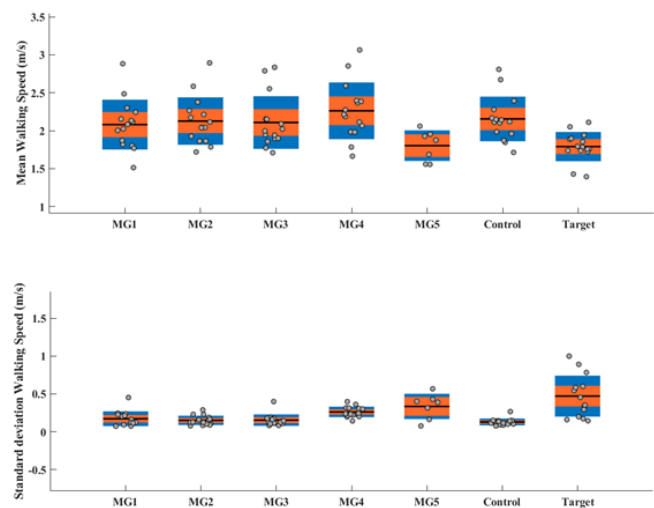 Mean Walking Speed (m/s)
3.5
3
2.5
2
1.5
1
MG1 MG2 MG3 MG4 MG5 Control Target
Standard deviation Walking Speed (m/s)
1.5
1
0.5
0
-0.5
MG1 MG2 MG3 MG4 MG5 Control Target